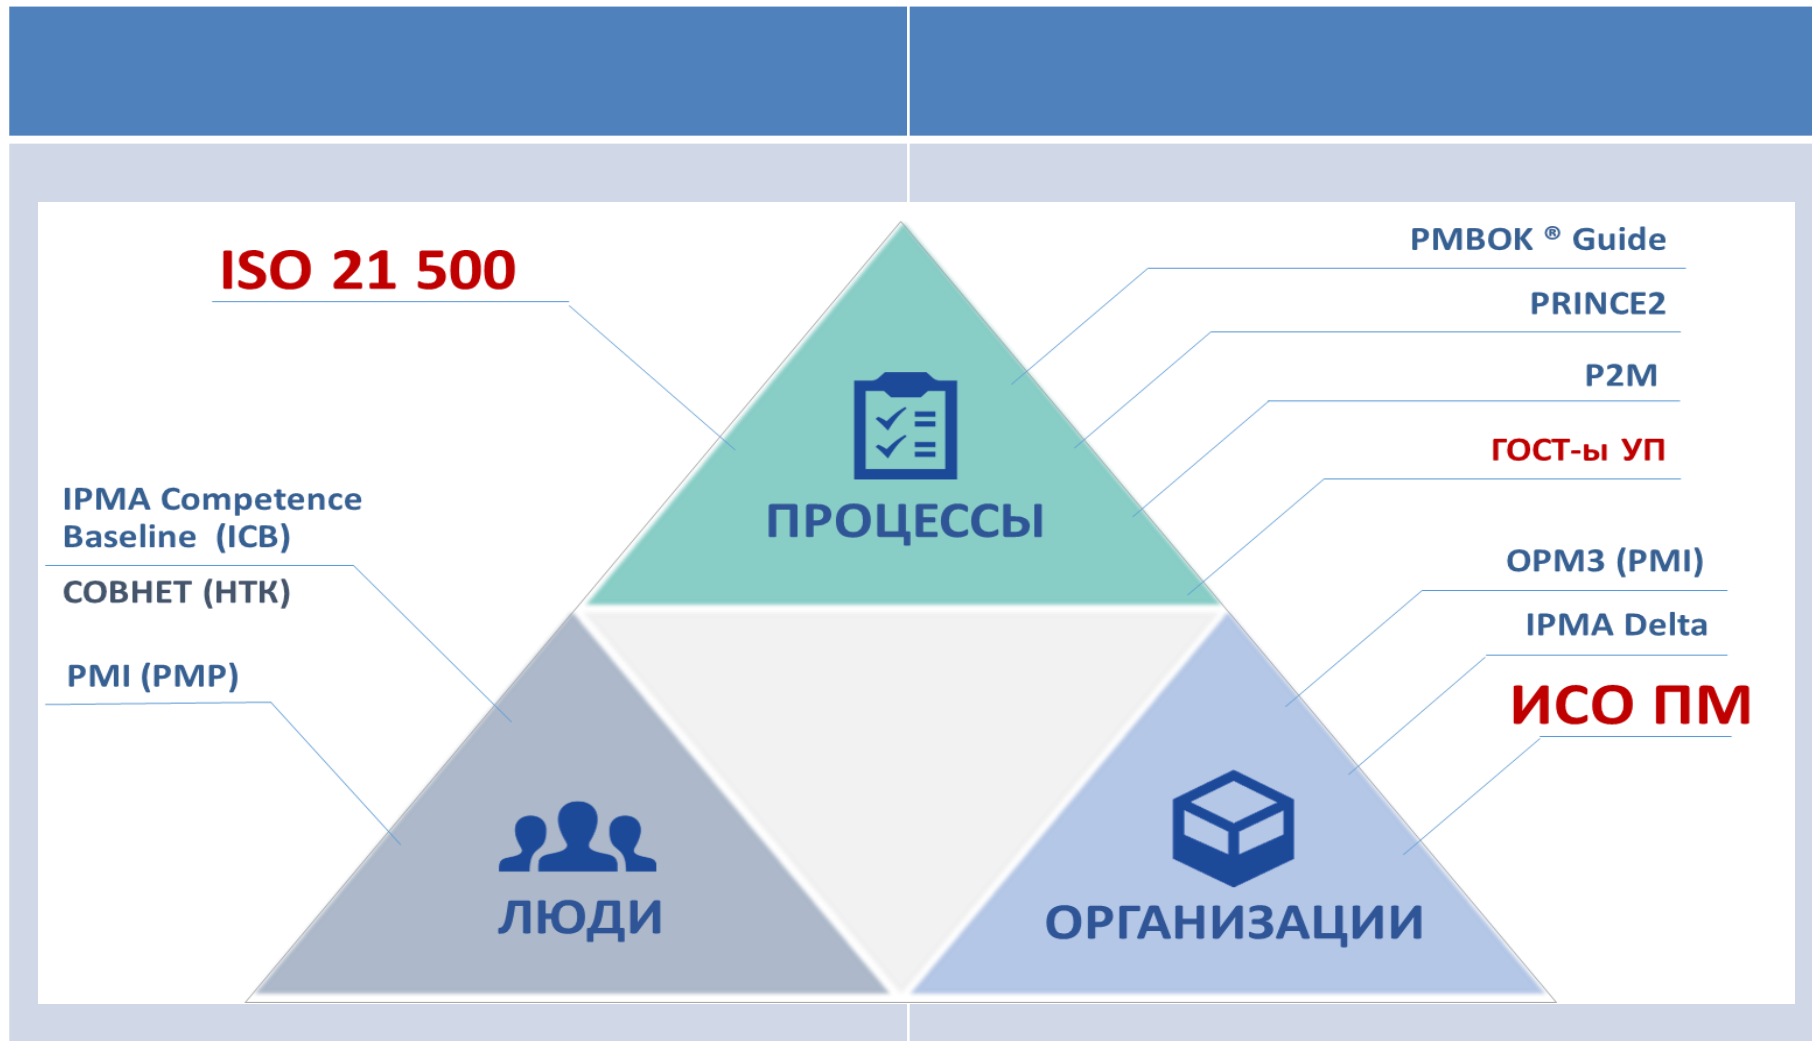 ISO 21 500
PMBOK ® Guide
PRINCE2
P2M
ГОСТ-ы УП
ПРОЦЕССЫ
IPMA Competence
Baseline (ICB)
СОВНЕТ (НТК)
PMI (PMP)
OPM3 (PMI)
IPMA Delta
ИСО ПМ
ЛЮДИ
ОРГАНИЗАЦИИ